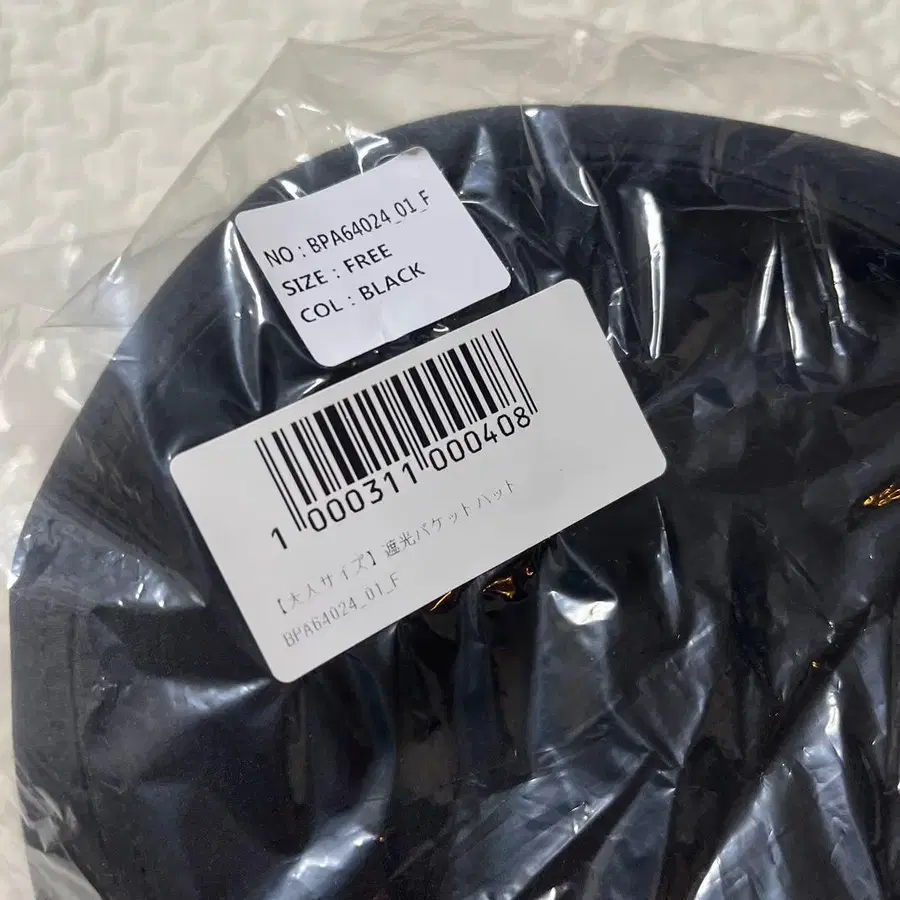 NO : BPA64024_01_F
SIZE : FREE
COL : BLACK
1 000311 000408
【大人サイズ】遮光バケットハット
BPA64024_01_F